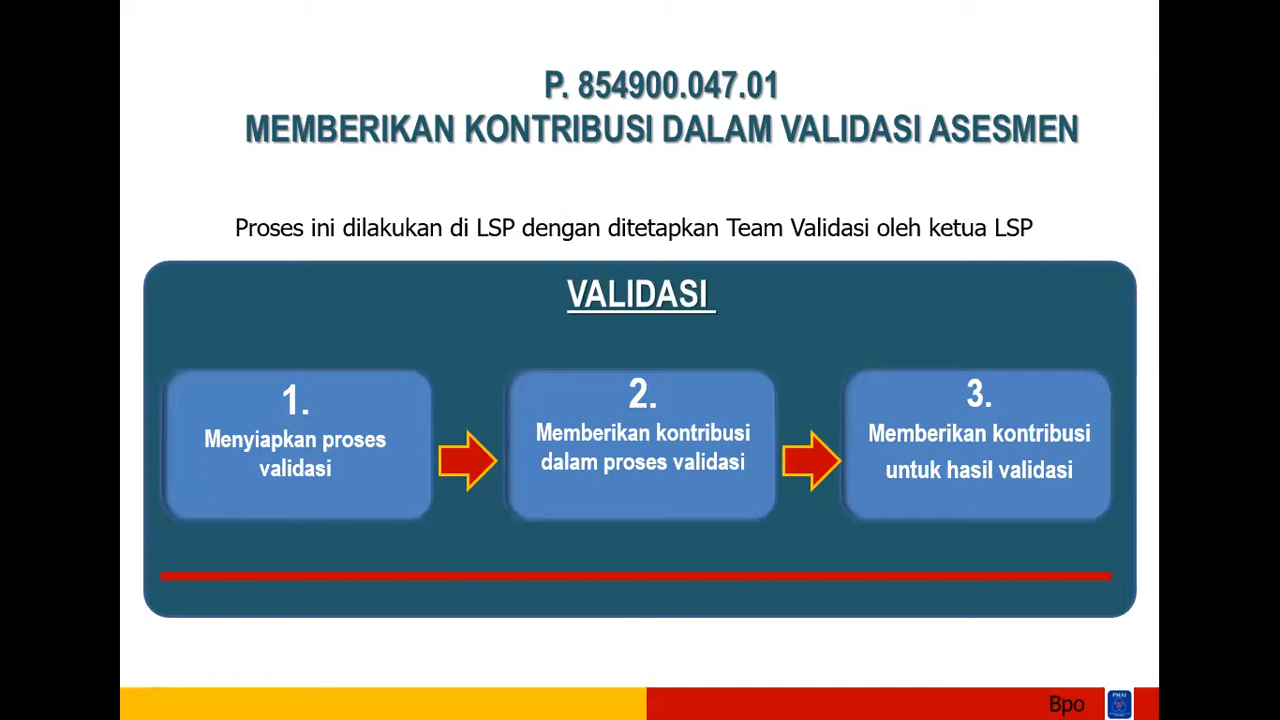 P. 854900.047.01
MEMBERIKAN KONTRIBUSI DALAM VALIDASI ASESMEN
Proses ini dilakukan di LSP dengan ditetapkan Team Validasi oleh ketua LSP
VALIDASI
1.
Menyiapkan proses
validasi
2.
Memberikan kontribusi
dalam proses validasi
3.
Memberikan kontribusi
untuk hasil validasi
Bpo